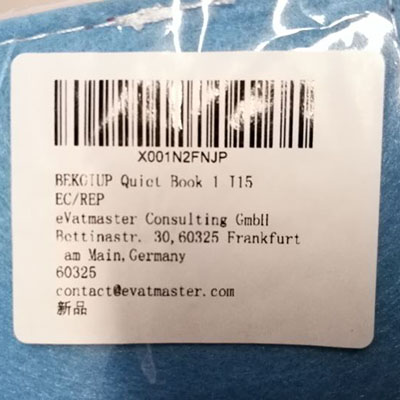 X001N2FNJP
BEKGIUP Quiet Book 1 T15
EC/REP
eVatmaster Consulting GmbH
Bettinastr. 30,60325 Frankfurt
am Main,Germany
60325
contact@evatmaster.com
新品